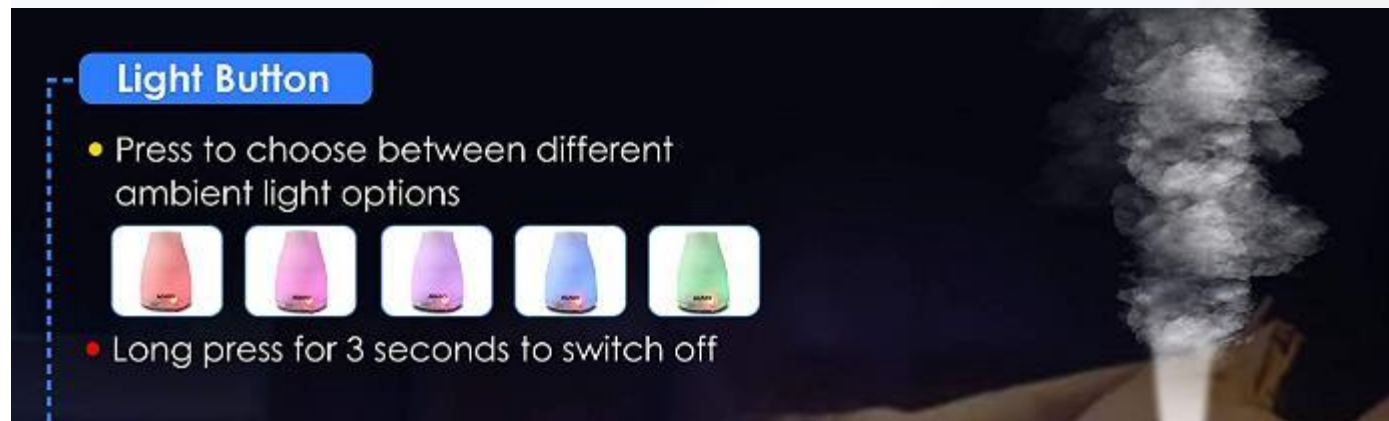 Light Button
Press to choose between different
ambient light options
Long press for 3 seconds to switch off